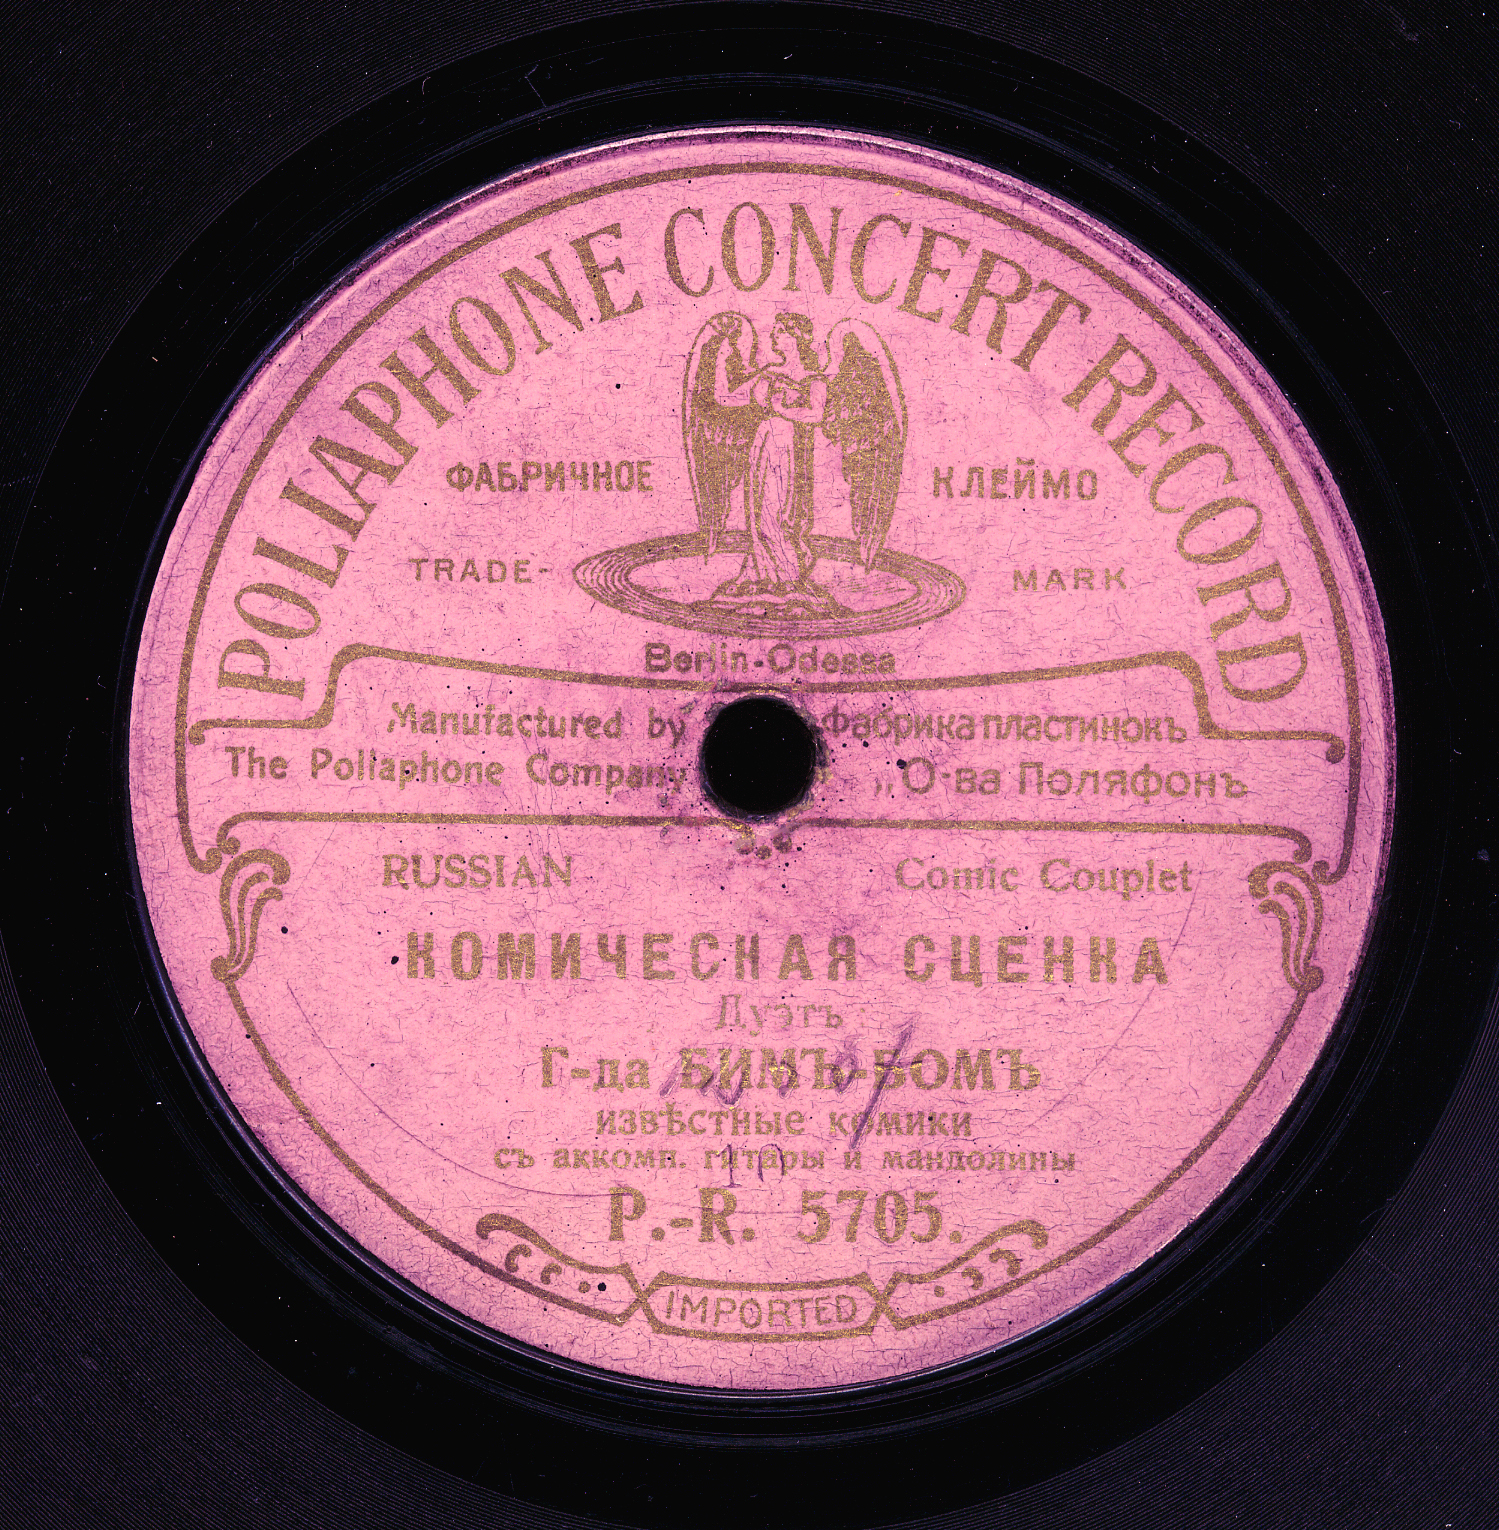 POLIAPHONE CONCERT RECORD
ФАБРИЧНОЕ КЛЕЙМО
TRADE- MARK
Berlin-Odessa
Manufactured by Фабрика пластинокъ
The Poliaphone Company „О-ва Поляфонъ
RUSSIAN Comic Couplet
КОМИЧЕСКАЯ СЦЕНКА
Дуэтъ:
Г-да БИМЪ-БОМЪ
извѣстные комики
съ аккомп. гитары и мандолины
P.-R. 5705.
IMPORTED